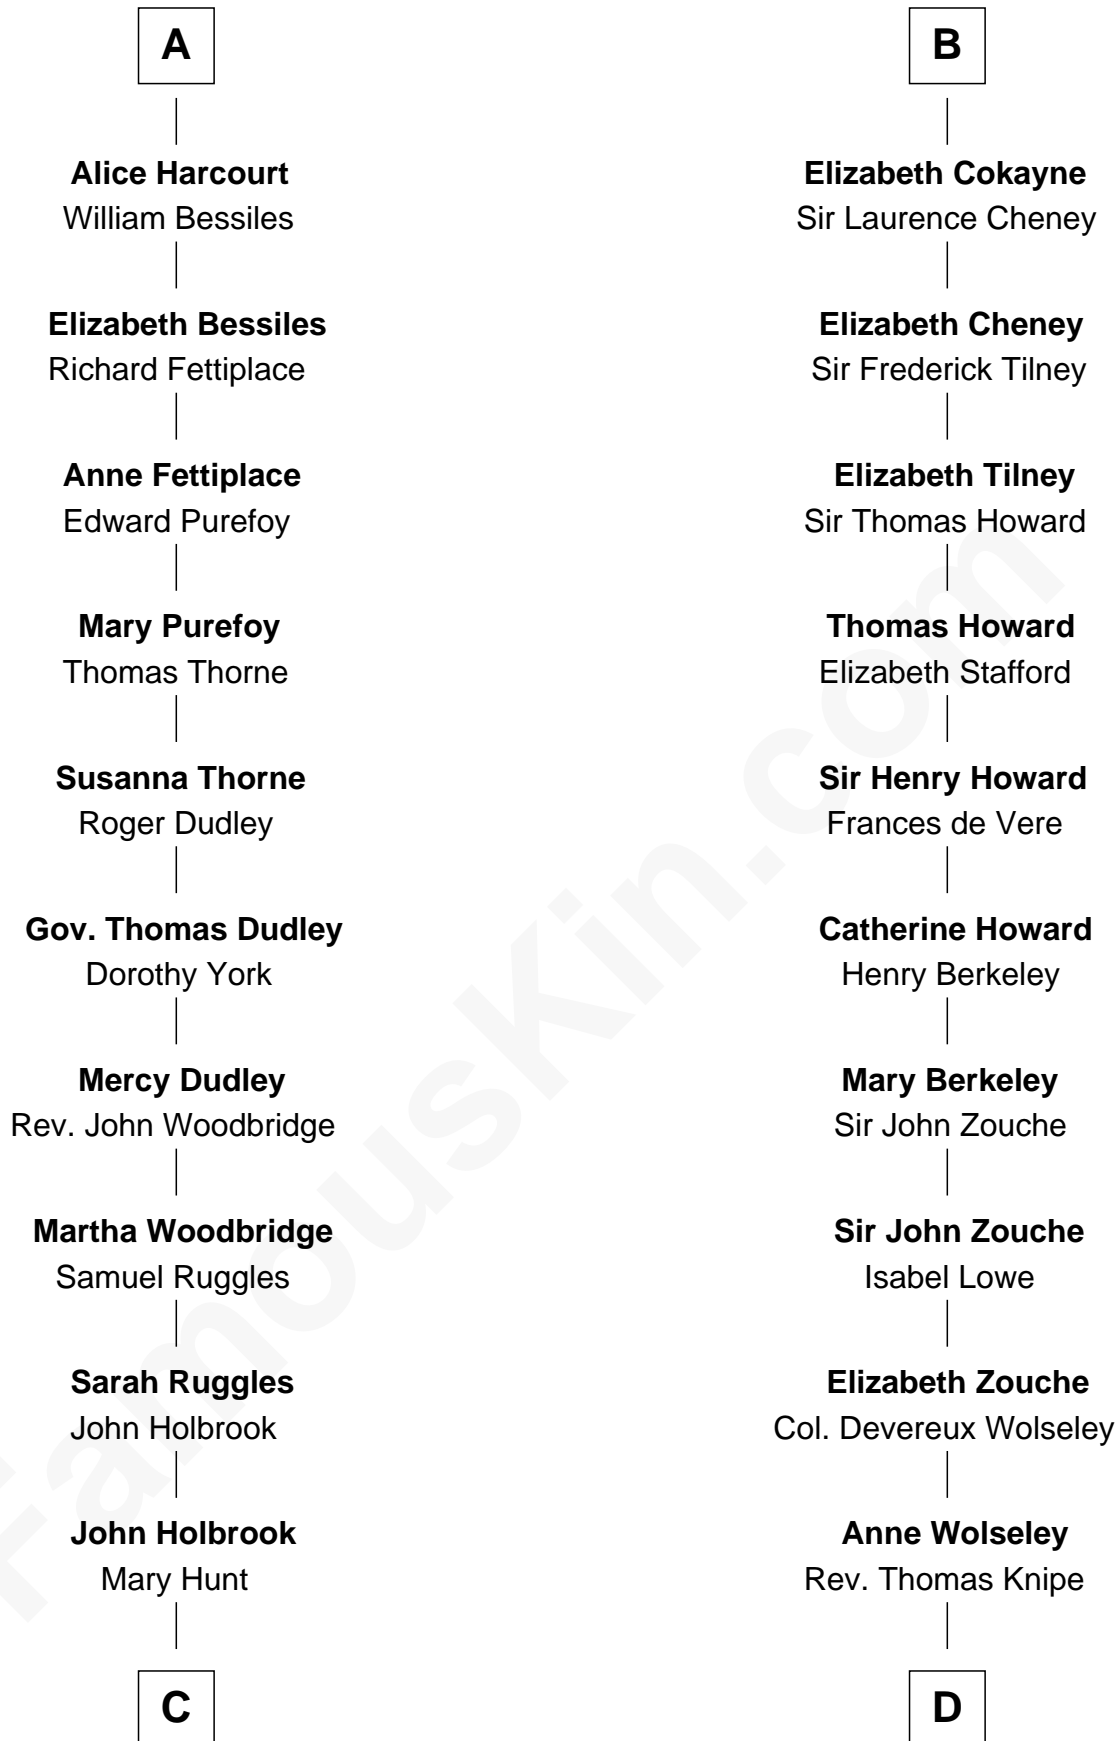 A
Alice Harcourt
William Bessiles
Elizabeth Bessiles
Richard Fettiplace
Anne Fettiplace
Edward Purefoy
Mary Purefoy
Thomas Thorne
Susanna Thorne
Roger Dudley
Gov. Thomas Dudley
Dorothy York
Mercy Dudley
Rev. John Woodbridge
Martha Woodbridge
Samuel Ruggles
Sarah Ruggles
John Holbrook
John Holbrook
Mary Hunt
C
B
Elizabeth Cokayne
Sir Laurence Cheney
Elizabeth Cheney
Sir Frederick Tilney
Elizabeth Tilney
Sir Thomas Howard
Thomas Howard
Elizabeth Stafford
Sir Henry Howard
Frances de Vere
Catherine Howard
Henry Berkeley
Mary Berkeley
Sir John Zouche
Sir John Zouche
Isabel Lowe
Elizabeth Zouche
Col. Devereux Wolseley
Anne Wolseley
Rev. Thomas Knipe
D
FamousKin.com